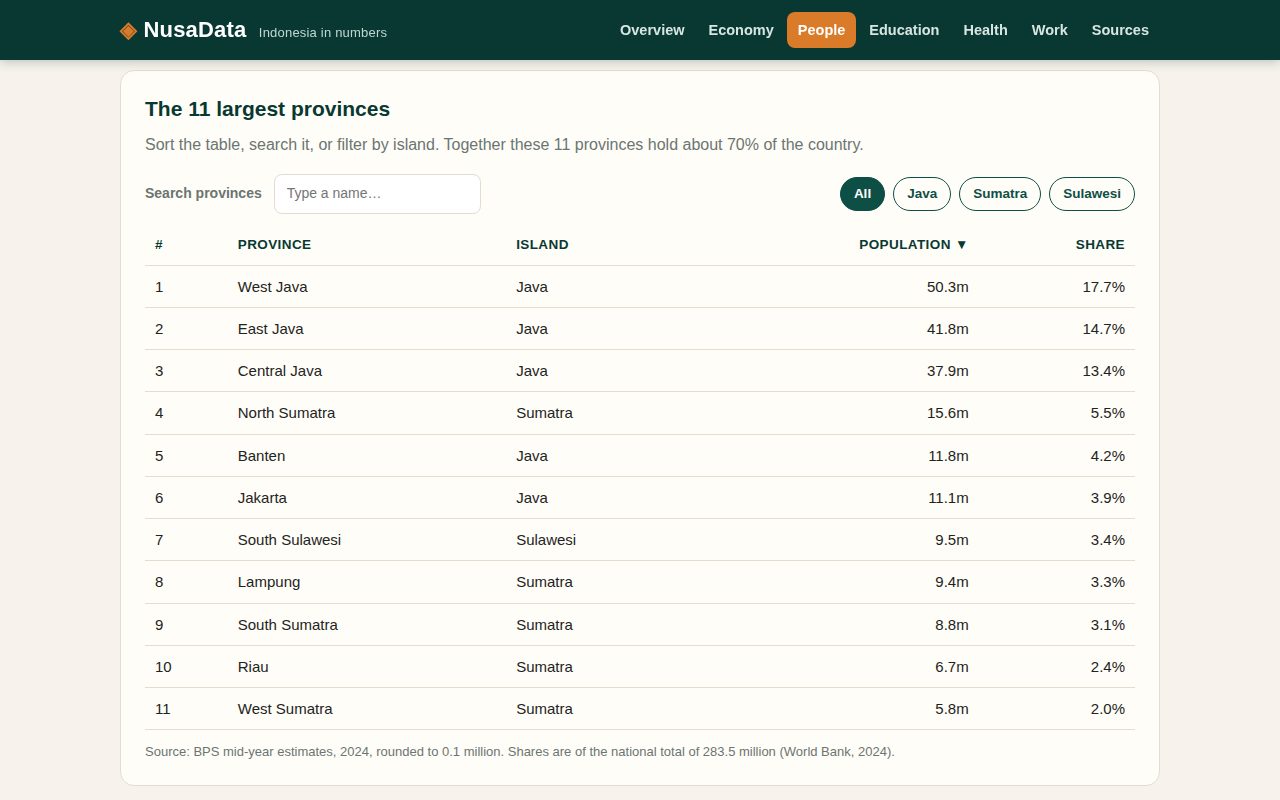 ◈ NusaData Indonesia in numbers Overview Economy People Education Health Work Sources
The 11 largest provinces
Sort the table, search it, or filter by island. Together these 11 provinces hold about 70% of the country.
Search provinces Type a name… All Java Sumatra Sulawesi
# PROVINCE ISLAND POPULATION ▼ SHARE
1 West Java Java 50.3m 17.7%
2 East Java Java 41.8m 14.7%
3 Central Java Java 37.9m 13.4%
4 North Sumatra Sumatra 15.6m 5.5%
5 Banten Java 11.8m 4.2%
6 Jakarta Java 11.1m 3.9%
7 South Sulawesi Sulawesi 9.5m 3.4%
8 Lampung Sumatra 9.4m 3.3%
9 South Sumatra Sumatra 8.8m 3.1%
10 Riau Sumatra 6.7m 2.4%
11 West Sumatra Sumatra 5.8m 2.0%
Source: BPS mid-year estimates, 2024, rounded to 0.1 million. Shares are of the national total of 283.5 million (World Bank, 2024).